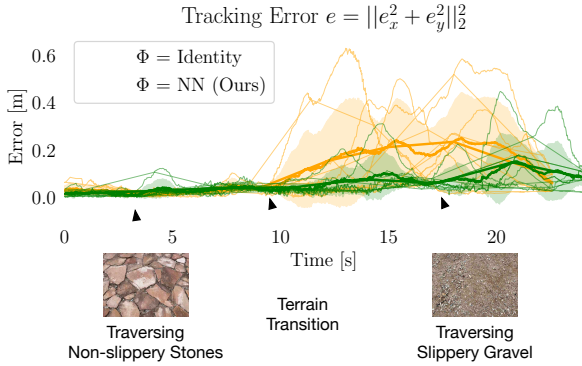 Tracking Error e = ||e_x^2 + e_y^2||_2^2
Φ = Identity
Φ = NN (Ours)
Error [m]
0.6
0.4
0.2
0.0
0 5 10 15 20
Time [s]
Traversing
Non-slippery Stones
Terrain
Transition
Traversing
Slippery Gravel